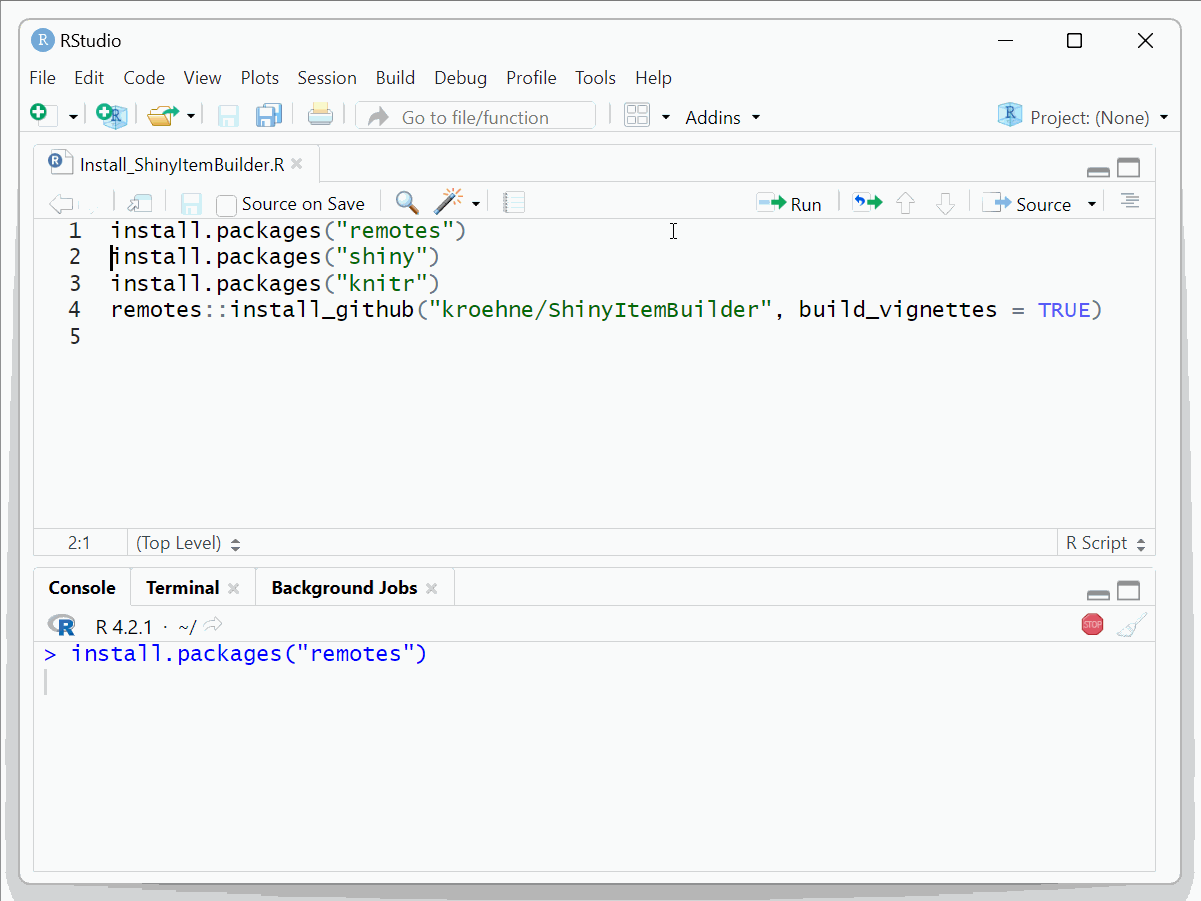 R RStudio
File Edit Code View Plots Session Build Debug Profile Tools Help
R Go to file/function Addins R Project: (None)
R Install_ShinyItemBuilder.R
Source on Save Run Source
1 install.packages("remotes")
2 install.packages("shiny")
3 install.packages("knitr")
4 remotes::install_github("kroehne/ShinyItemBuilder", build_vignettes = TRUE)
5
2:1 (Top Level) R Script
Console Terminal Background Jobs
R R 4.2.1 · ~/ STOP
> install.packages("remotes")